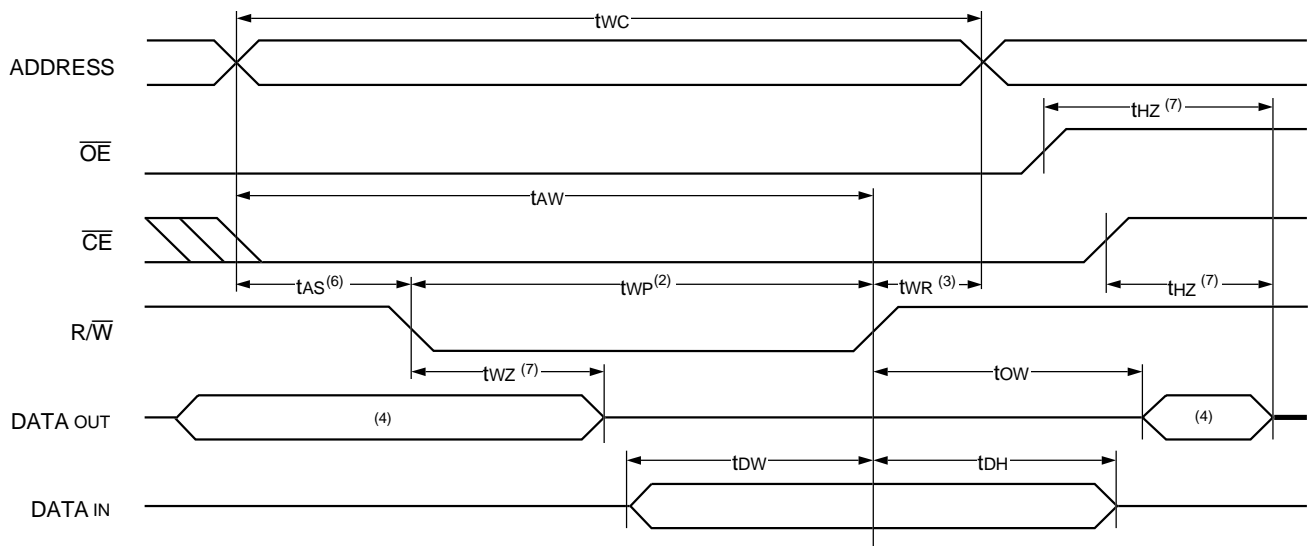 tWC
ADDRESS
tHZ (7)
OE
tAW
CE
tAS(6) tWP(2) tWR (3) tHZ (7)
R/W
tWZ (7) tOW
DATA OUT (4) (4)
tDW tDH
DATA IN